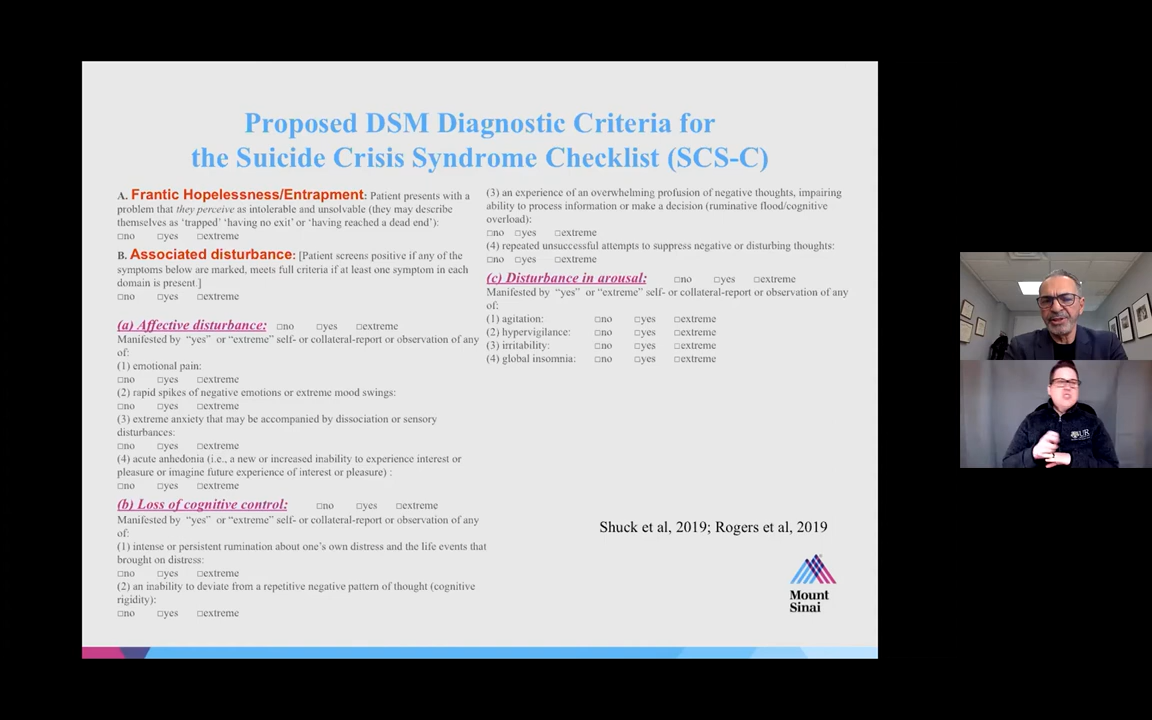 Proposed DSM Diagnostic Criteria for
the Suicide Crisis Syndrome Checklist (SCS-C)
A. Frantic Hopelessness/Entrapment: Patient presents with a
problem that they perceive as intolerable and unsolvable (they may describe
themselves as ‘trapped’ ‘having no exit’ or ‘having reached a dead end’):
□no □yes □extreme
B. Associated disturbance: [Patient screens positive if any of the
symptoms below are marked, meets full criteria if at least one symptom in each
domain is present.]
□no □yes □extreme
(a) Affective disturbance: □no □yes □extreme
Manifested by “yes” or “extreme” self- or collateral-report or observation of any
of:
(1) emotional pain:
□no □yes □extreme
(2) rapid spikes of negative emotions or extreme mood swings:
□no □yes □extreme
(3) extreme anxiety that may be accompanied by dissociation or sensory
disturbances:
□no □yes □extreme
(4) acute anhedonia (i.e., a new or increased inability to experience interest or
pleasure or imagine future experience of interest or pleasure) :
□no □yes □extreme
(b) Loss of cognitive control: □no □yes □extreme
Manifested by “yes” or “extreme” self- or collateral-report or observation of any
of:
(1) intense or persistent rumination about one’s own distress and the life events that
brought on distress:
□no □yes □extreme
(2) an inability to deviate from a repetitive negative pattern of thought (cognitive
rigidity):
□no □yes □extreme
(3) an experience of an overwhelming profusion of negative thoughts, impairing
ability to process information or make a decision (ruminative flood/cognitive
overload):
□no □yes □extreme
(4) repeated unsuccessful attempts to suppress negative or disturbing thoughts:
□no □yes □extreme
(c) Disturbance in arousal: □no □yes □extreme
Manifested by “yes” or “extreme” self- or collateral-report or observation of any
of:
(1) agitation: □no □yes □extreme
(2) hypervigilance: □no □yes □extreme
(3) irritability: □no □yes □extreme
(4) global insomnia: □no □yes □extreme
Shuck et al, 2019; Rogers et al, 2019
Mount
Sinai